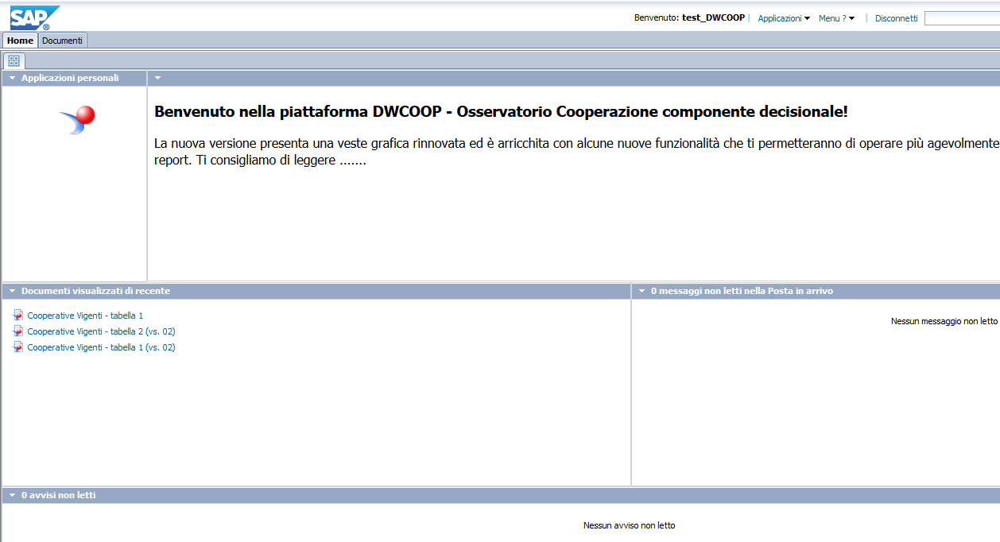 SAP®
Benvenuto: test_DWCOOP | Applicazioni Menu ? | Disconnetti
Home Documenti
Applicazioni personali
Benvenuto nella piattaforma DWCOOP - Osservatorio Cooperazione componente decisionale!
La nuova versione presenta una veste grafica rinnovata ed è arricchita con alcune nuove funzionalità che ti permetteranno di operare più agevolmente
report. Ti consigliamo di leggere .......
Documenti visualizzati di recente
Cooperative Vigenti - tabella 1
Cooperative Vigenti - tabella 2 (vs. 02)
Cooperative Vigenti - tabella 1 (vs. 02)
0 messaggi non letti nella Posta in arrivo
Nessun messaggio non letto
0 avvisi non letti
Nessun avviso non letto